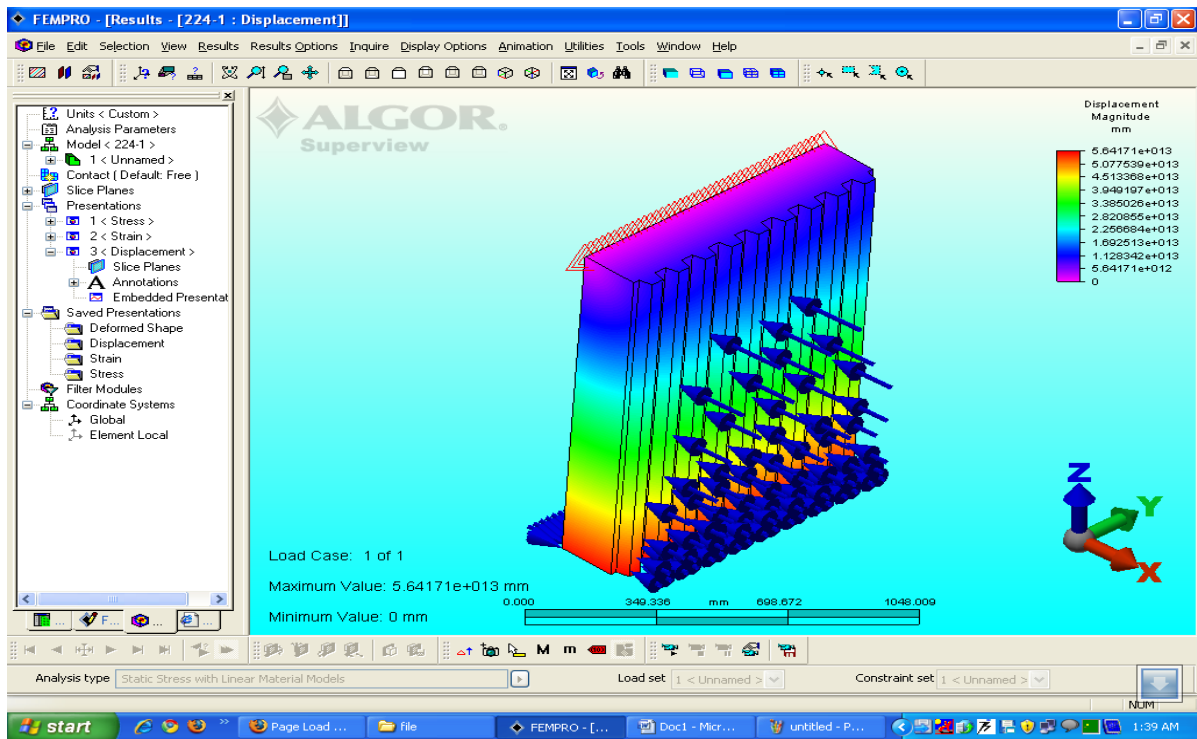 FEMPRO - [Results - [224-1 : Displacement]]
File Edit Selection View Results Results Options Inquire Display Options Animation Utilities Tools Window Help
Units < Custom >
Analysis Parameters
Model < 224-1 >
1 < Unnamed >
Contact ( Default: Free )
Slice Planes
Presentations
1 < Stress >
2 < Strain >
3 < Displacement >
Slice Planes
Annotations
Embedded Presentat
Saved Presentations
Deformed Shape
Displacement
Strain
Stress
Filter Modules
Coordinate Systems
Global
Element Local
F...
ALGOR®
Superview
Displacement
Magnitude
mm
5.64171e+013
5.077539e+013
4.513368e+013
3.949197e+013
3.385026e+013
2.820855e+013
2.256684e+013
1.692513e+013
1.128342e+013
5.64171e+012
0
Z
Y
X
Load Case: 1 of 1
Maximum Value: 5.64171e+013 mm
Minimum Value: 0 mm
0.000 349.336 mm 698.672 1048.009
M m
Analysis type Static Stress with Linear Material Models Load set 1 < Unnamed > Constraint set 1 < Unnamed >
NUM
start Page Load ... file FEMPRO - [... Doc1 - Micr... untitled - P... 1:39 AM